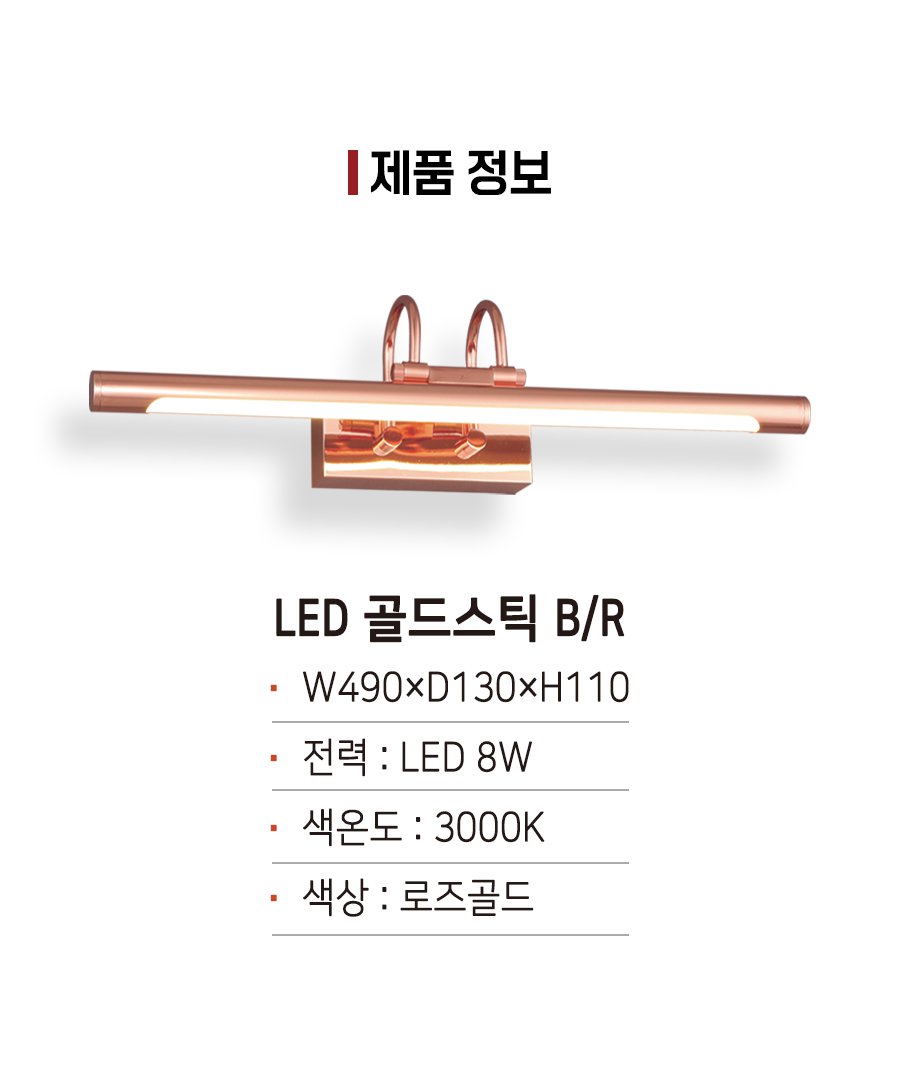 제품 정보
LED 골드스틱 B/R
· W490×D130×H110
· 전력 : LED 8W
· 색온도 : 3000K
· 색상 : 로즈골드